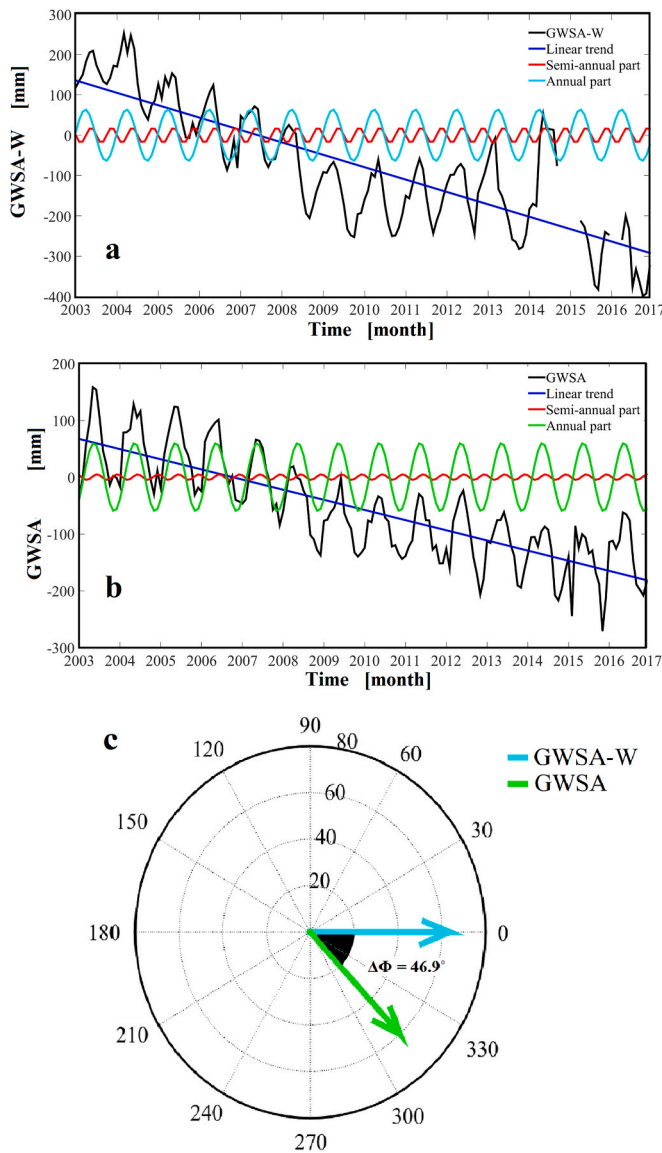 300
200
100
0
-100
-200
-300
-400
GWSA-W [mm]
GWSA-W
Linear trend
Semi-annual part
Annual part
a
2003 2004 2005 2006 2007 2008 2009 2010 2011 2012 2013 2014 2015 2016 2017
Time [month]
200
100
0
-100
-200
-300
GWSA [mm]
GWSA
Linear trend
Semi-annual part
Annual part
b
2003 2004 2005 2006 2007 2008 2009 2010 2011 2012 2013 2014 2015 2016 2017
Time [month]
c
GWSA-W
GWSA
90
80
120
60
60
150
40
30
20
180
0
ΔΦ = 46.9°
210
330
240
300
270